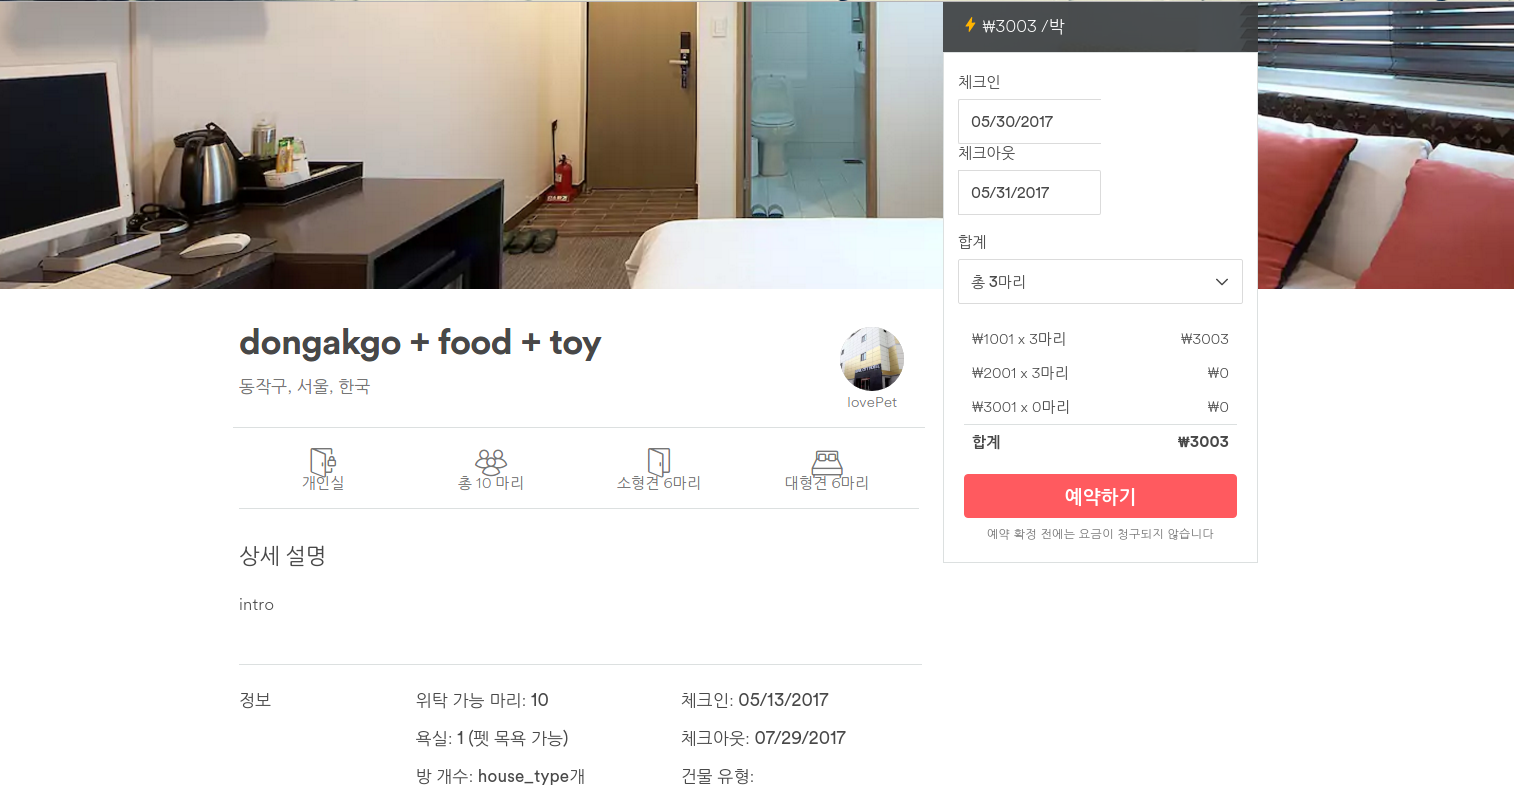 ₩3003 /박
체크인
05/30/2017
체크아웃
05/31/2017
합계
총 3마리
₩1001 x 3마리 ₩3003
₩2001 x 3마리 ₩0
₩3001 x 0마리 ₩0
합계 ₩3003
예약하기
예약 확정 전에는 요금이 청구되지 않습니다
dongakgo + food + toy
동작구, 서울, 한국
lovePet
개인실 총 10 마리 소형견 6마리 대형견 6마리
상세 설명
intro
정보 위탁 가능 마리: 10 체크인: 05/13/2017
욕실: 1 (펫 목욕 가능) 체크아웃: 07/29/2017
방 개수: house_type개 건물 유형: